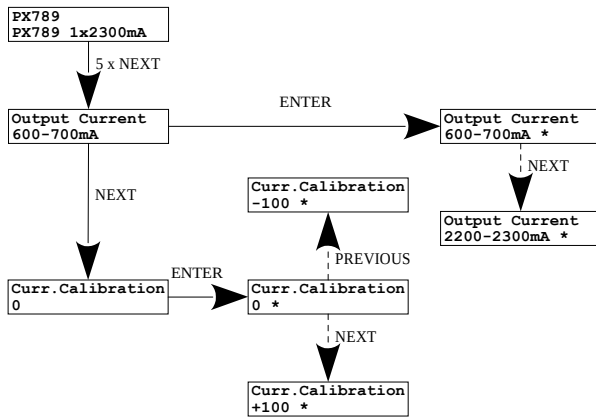 PX789
PX789 1x2300mA
5 x NEXT
Output Current
600-700mA
ENTER
Output Current
600-700mA *
NEXT
Output Current
2200-2300mA *
NEXT
Curr.Calibration
-100 *
PREVIOUS
Curr.Calibration
0
ENTER
Curr.Calibration
0 *
NEXT
Curr.Calibration
+100 *